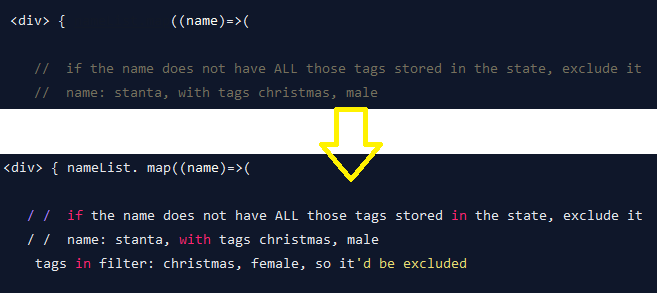 <div> { ((name)=>(
// if the name does not have ALL those tags stored in the state, exclude it
// name: stanta, with tags christmas, male
<div> { nameList. map((name)=>(
/ / if the name does not have ALL those tags stored in the state, exclude it
/ / name: stanta, with tags christmas, male
tags in filter: christmas, female, so it'd be excluded